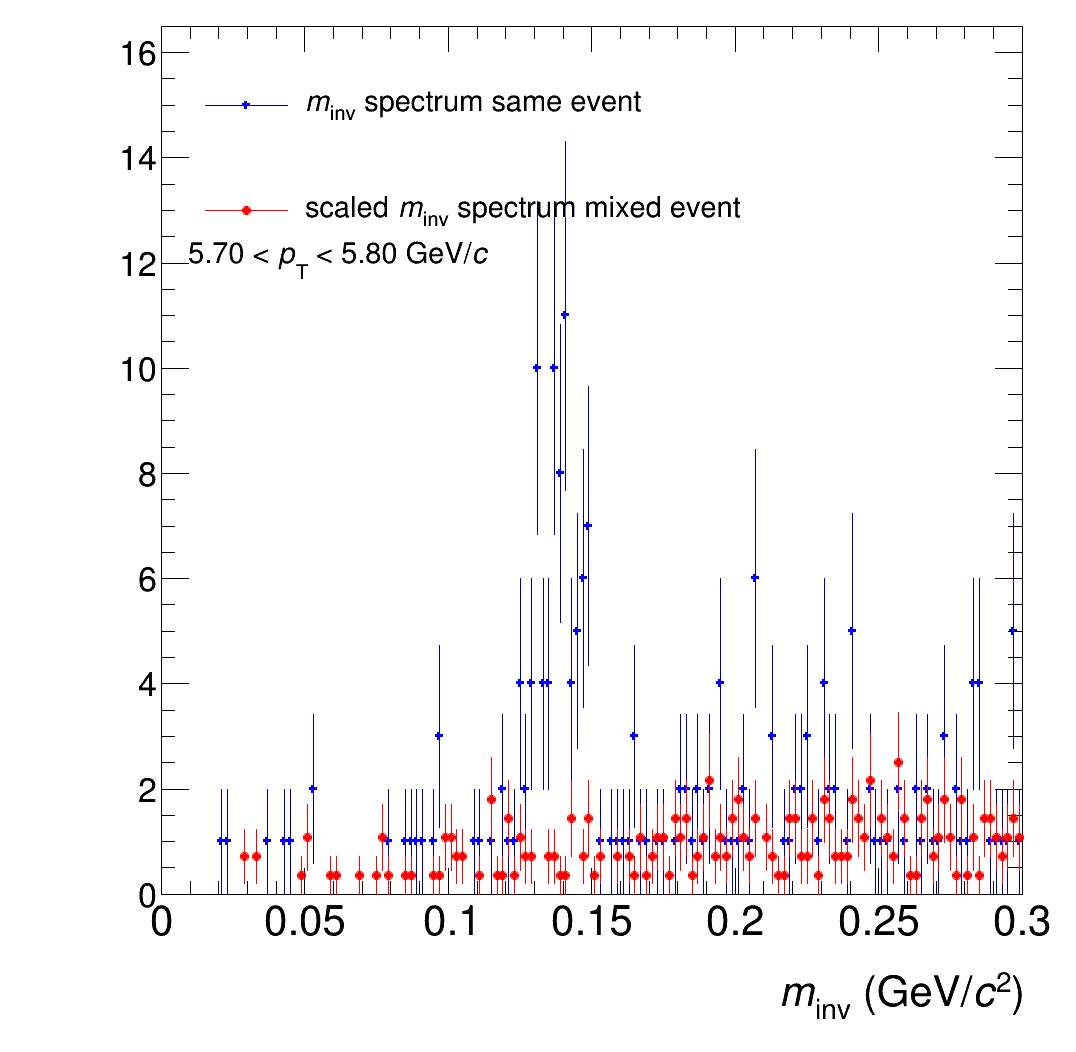 16
m_inv spectrum same event
14
scaled m_inv spectrum mixed event
12
5.70 < p_T < 5.80 GeV/c
10
8
6
4
2
0
0 0.05 0.1 0.15 0.2 0.25 0.3
m_inv (GeV/c²)